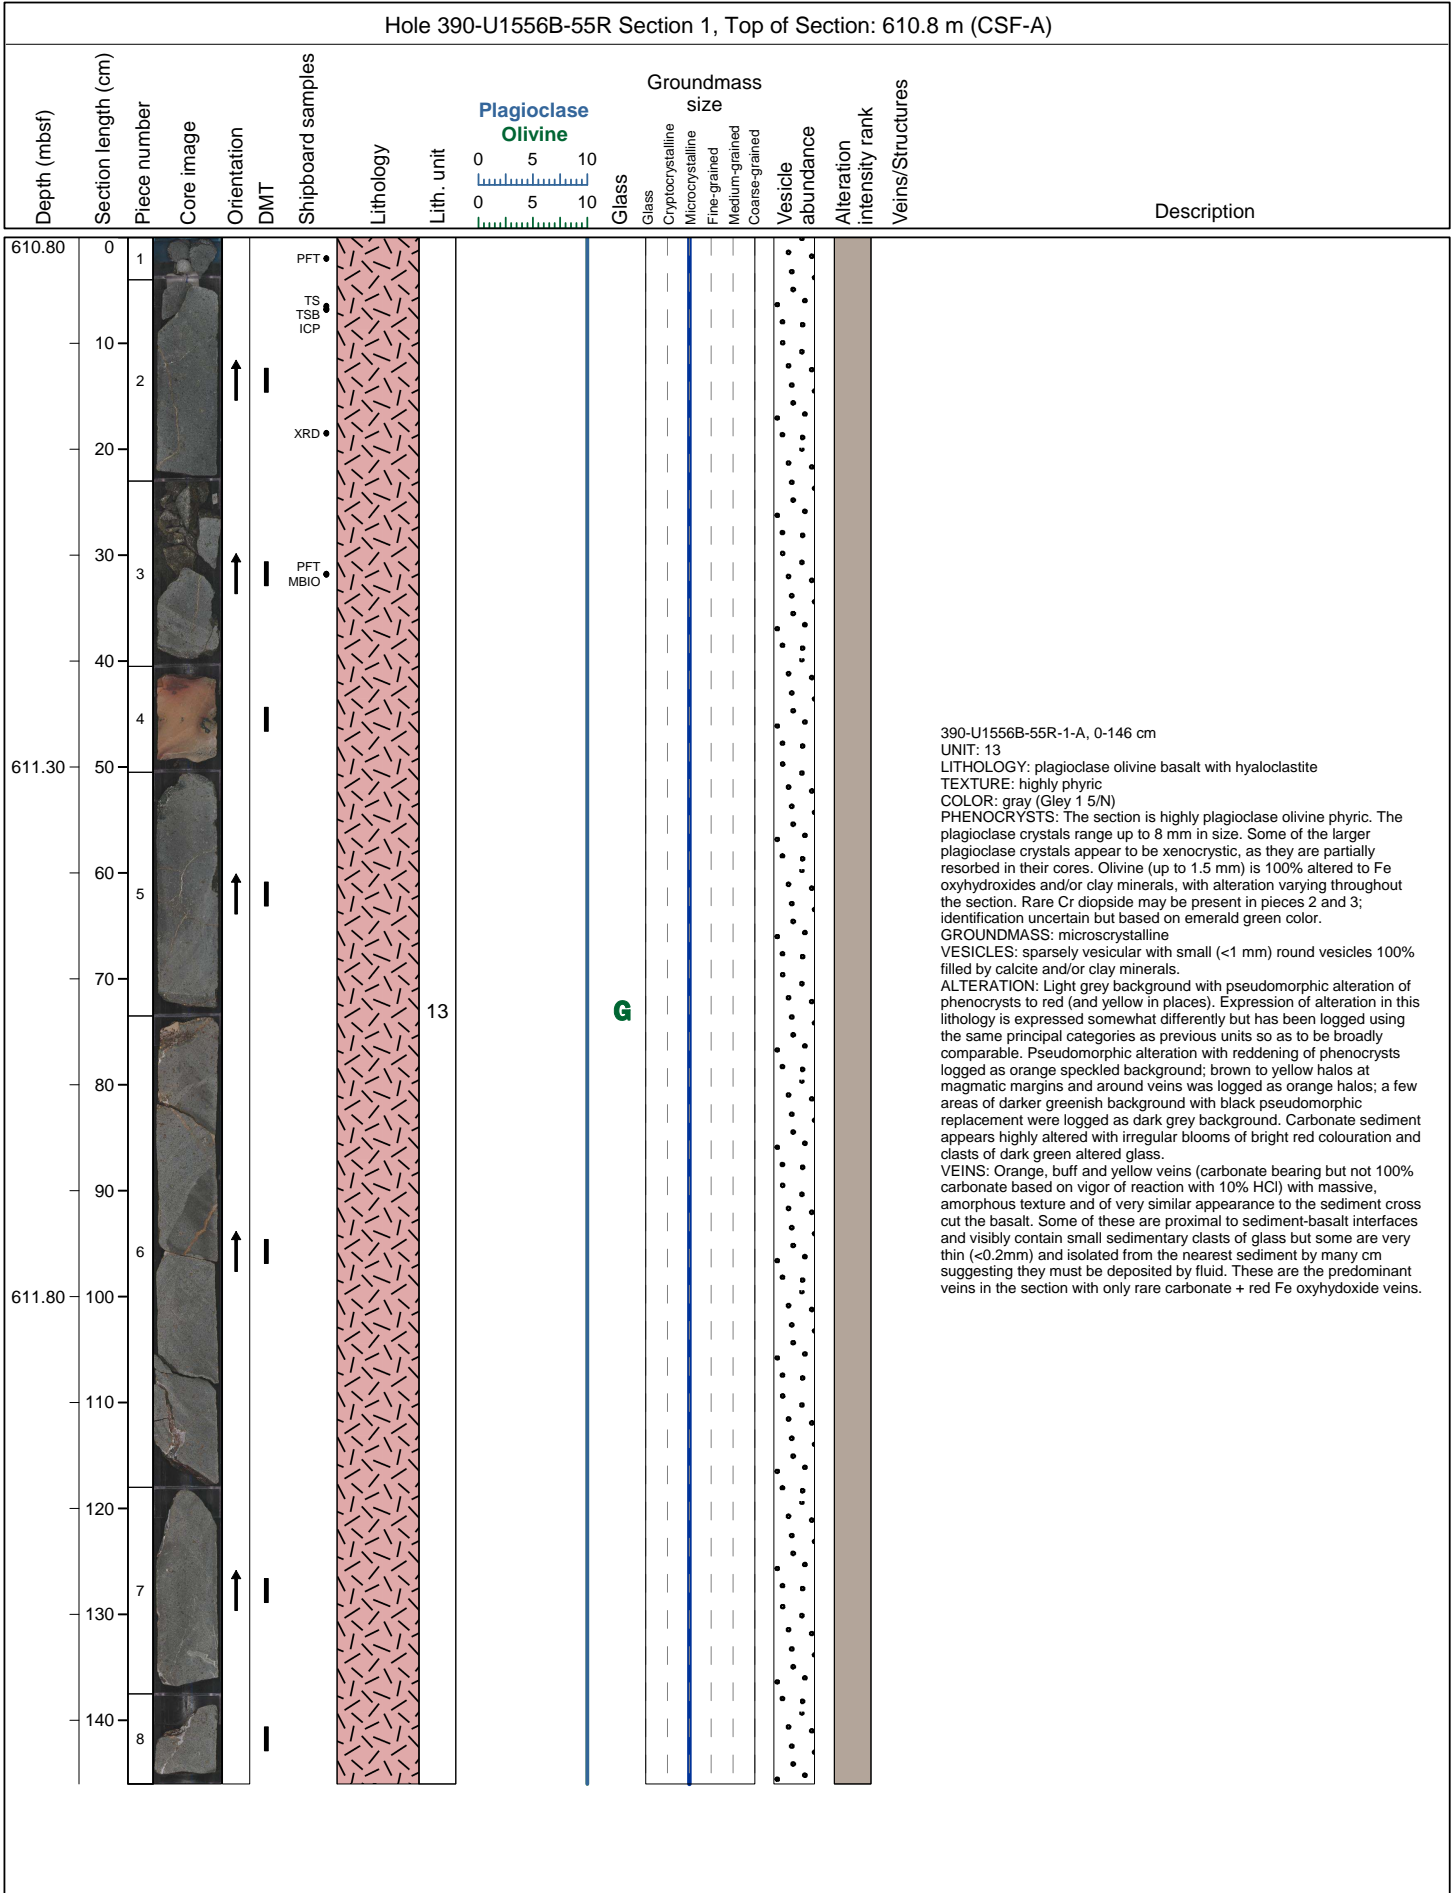 Hole 390-U1556B-55R Section 1, Top of Section: 610.8 m (CSF-A)
Depth (mbsf)
Section length (cm)
Piece number
Core image
Orientation
DMT
Shipboard samples
Lithology
Lith. unit
Plagioclase
Olivine
0 5 10
0 5 10
Glass
Groundmass
size
Glass
Cryptocrystalline
Microcrystalline
Fine-grained
Medium-grained
Coarse-grained
Vesicle
abundance
Alteration
intensity rank
Veins/Structures
Description
610.80
611.30
611.80
0
10
20
30
40
50
60
70
80
90
100
110
120
130
140
1
2
3
4
5
6
7
8
PFT
TS
TSB
ICP
XRD
PFT
MBIO
13
G
390-U1556B-55R-1-A, 0-146 cm
UNIT: 13
LITHOLOGY: plagioclase olivine basalt with hyaloclastite
TEXTURE: highly phyric
COLOR: gray (Gley 1 5/N)
PHENOCRYSTS: The section is highly plagioclase olivine phyric. The
plagioclase crystals range up to 8 mm in size. Some of the larger
plagioclase crystals appear to be xenocrystic, as they are partially
resorbed in their cores. Olivine (up to 1.5 mm) is 100% altered to Fe
oxyhydroxides and/or clay minerals, with alteration varying throughout
the section. Rare Cr diopside may be present in pieces 2 and 3;
identification uncertain but based on emerald green color.
GROUNDMASS: microscrystalline
VESICLES: sparsely vesicular with small (<1 mm) round vesicles 100%
filled by calcite and/or clay minerals.
ALTERATION: Light grey background with pseudomorphic alteration of
phenocrysts to red (and yellow in places). Expression of alteration in this
lithology is expressed somewhat differently but has been logged using
the same principal categories as previous units so as to be broadly
comparable. Pseudomorphic alteration with reddening of phenocrysts
logged as orange speckled background; brown to yellow halos at
magmatic margins and around veins was logged as orange halos; a few
areas of darker greenish background with black pseudomorphic
replacement were logged as dark grey background. Carbonate sediment
appears highly altered with irregular blooms of bright red colouration and
clasts of dark green altered glass.
VEINS: Orange, buff and yellow veins (carbonate bearing but not 100%
carbonate based on vigor of reaction with 10% HCl) with massive,
amorphous texture and of very similar appearance to the sediment cross
cut the basalt. Some of these are proximal to sediment-basalt interfaces
and visibly contain small sedimentary clasts of glass but some are very
thin (<0.2mm) and isolated from the nearest sediment by many cm
suggesting they must be deposited by fluid. These are the predominant
veins in the section with only rare carbonate + red Fe oxyhydoxide veins.